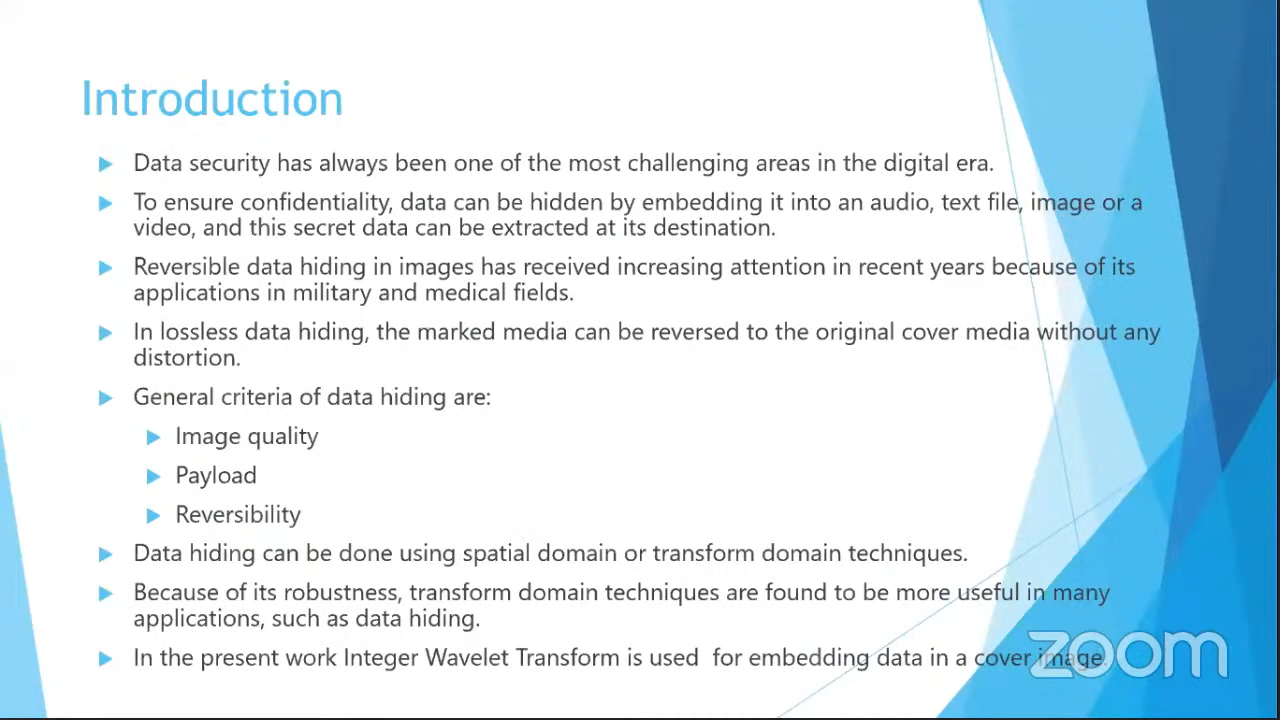 Introduction
Data security has always been one of the most challenging areas in the digital era.
To ensure confidentiality, data can be hidden by embedding it into an audio, text file, image or a
video, and this secret data can be extracted at its destination.
Reversible data hiding in images has received increasing attention in recent years because of its
applications in military and medical fields.
In lossless data hiding, the marked media can be reversed to the original cover media without any
distortion.
General criteria of data hiding are:
Image quality
Payload
Reversibility
Data hiding can be done using spatial domain or transform domain techniques.
Because of its robustness, transform domain techniques are found to be more useful in many
applications, such as data hiding.
In the present work Integer Wavelet Transform is used  for embedding data in a cover image.
zoom